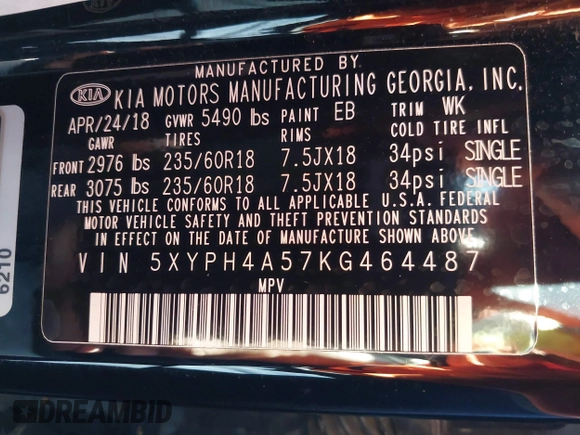 MANUFACTURED BY
KIA KIA MOTORS MANUFACTURING GEORGIA, INC.
APR/24/18 GVWR 5490 lbs PAINT EB TRIM WK
GAWR TIRES RIMS COLD TIRE INFL
FRONT 2976 lbs 235/60R18 7.5JX18 34psi SINGLE
REAR 3075 lbs 235/60R18 7.5JX18 34psi SINGLE
THIS VEHICLE CONFORMS TO ALL APPLICABLE U.S.A. FEDERAL
MOTOR VEHICLE SAFETY AND THEFT PREVENTION STANDARDS
IN EFFECT ON THE DATE OF MANUFACTURE SHOWN ABOVE
VIN 5XYPH4A57KG464487
MPV
6210
DREAMBID